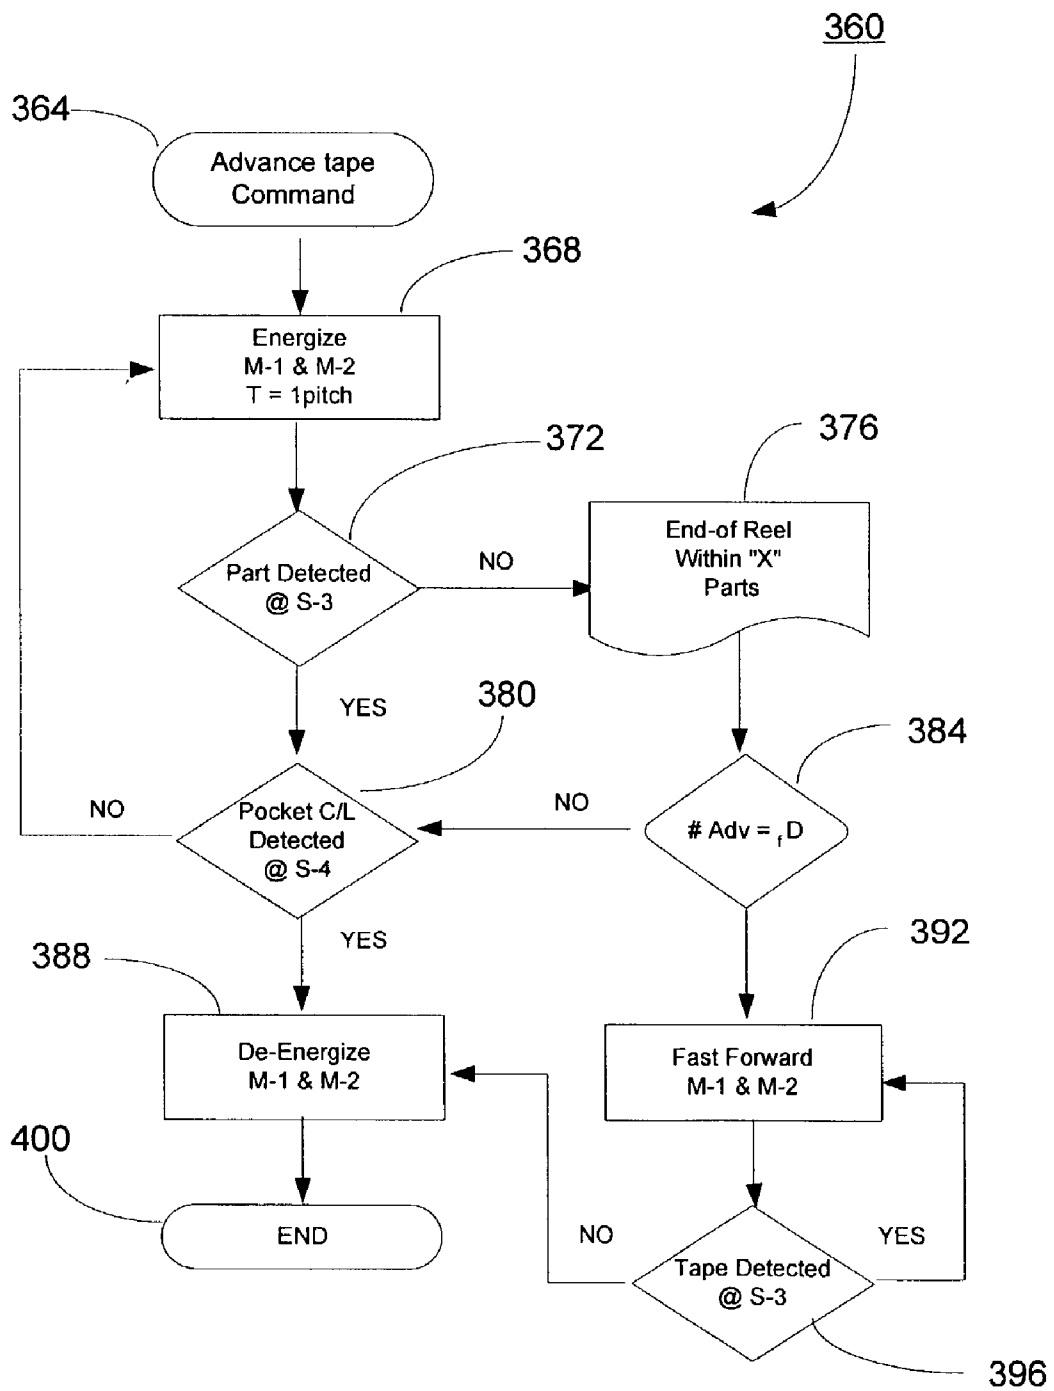 360
364
Advance tape
Command
368
Energize
M-1 & M-2
T = 1pitch
372
376
Part Detected
@ S-3
NO
End-of Reel
Within "X"
Parts
YES
380
384
NO
Pocket C/L
Detected
@ S-4
NO
# Adv = f D
YES
388
392
De-Energize
M-1 & M-2
Fast Forward
M-1 & M-2
400
END
NO
YES
Tape Detected
@ S-3
396